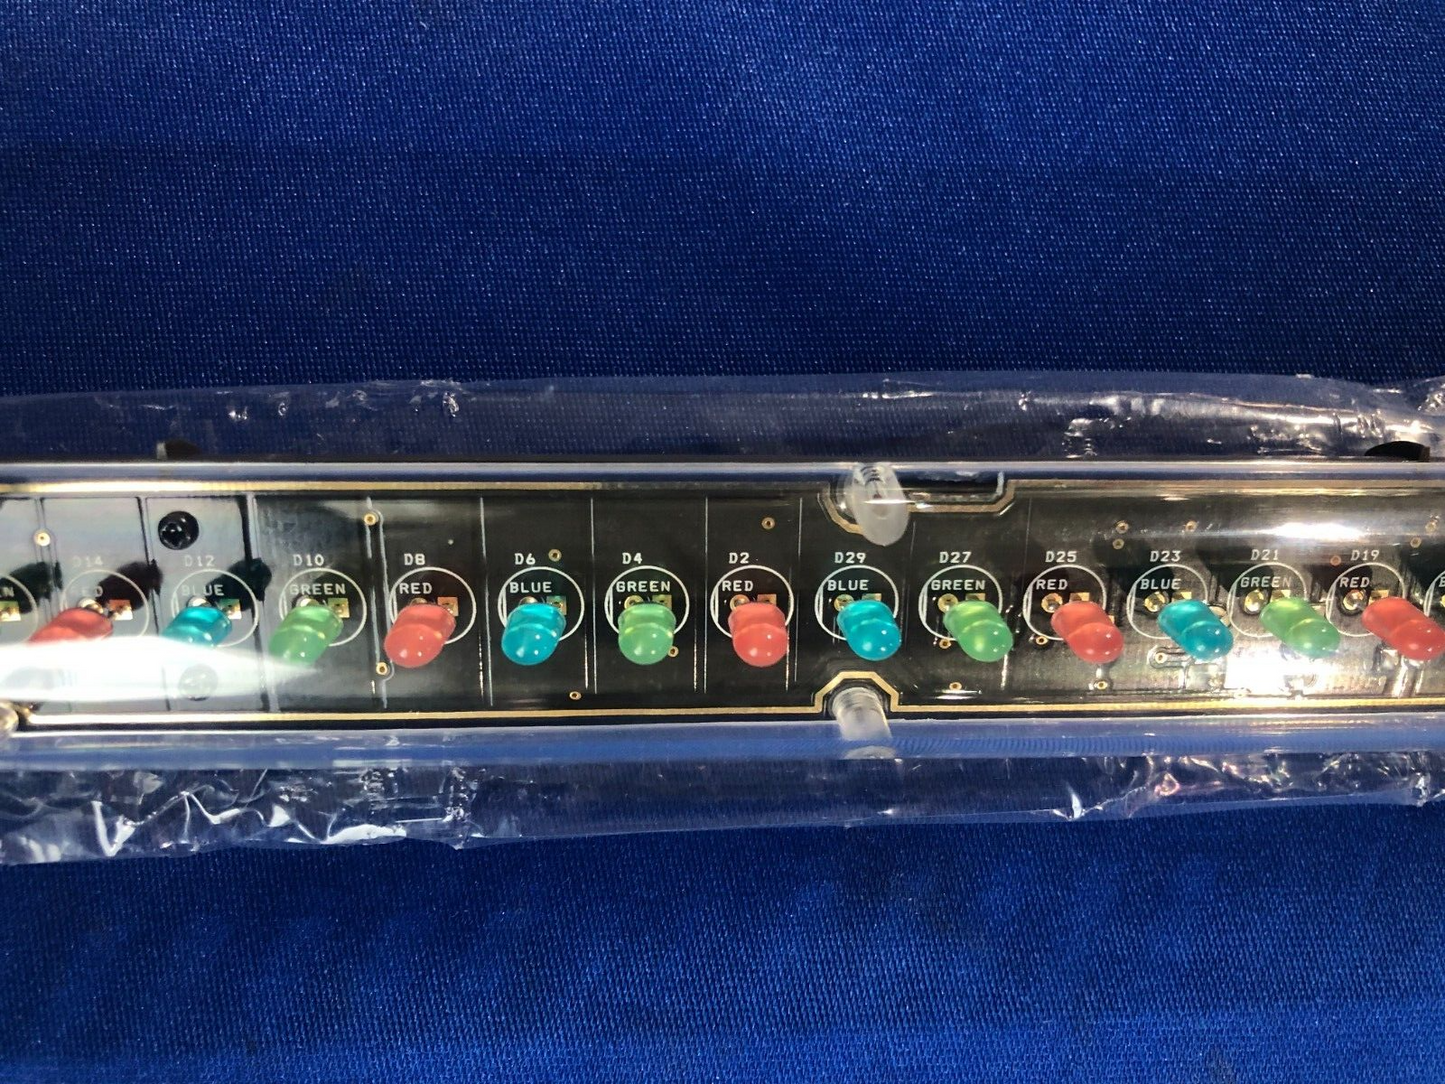 D14
D12
BLUE
D10
GREEN
D8
RED
D6
BLUE
D4
GREEN
D2
RED
D29
BLUE
D27
GREEN
D25
RED
D23
BLUE
D21
GREEN
D19
RED